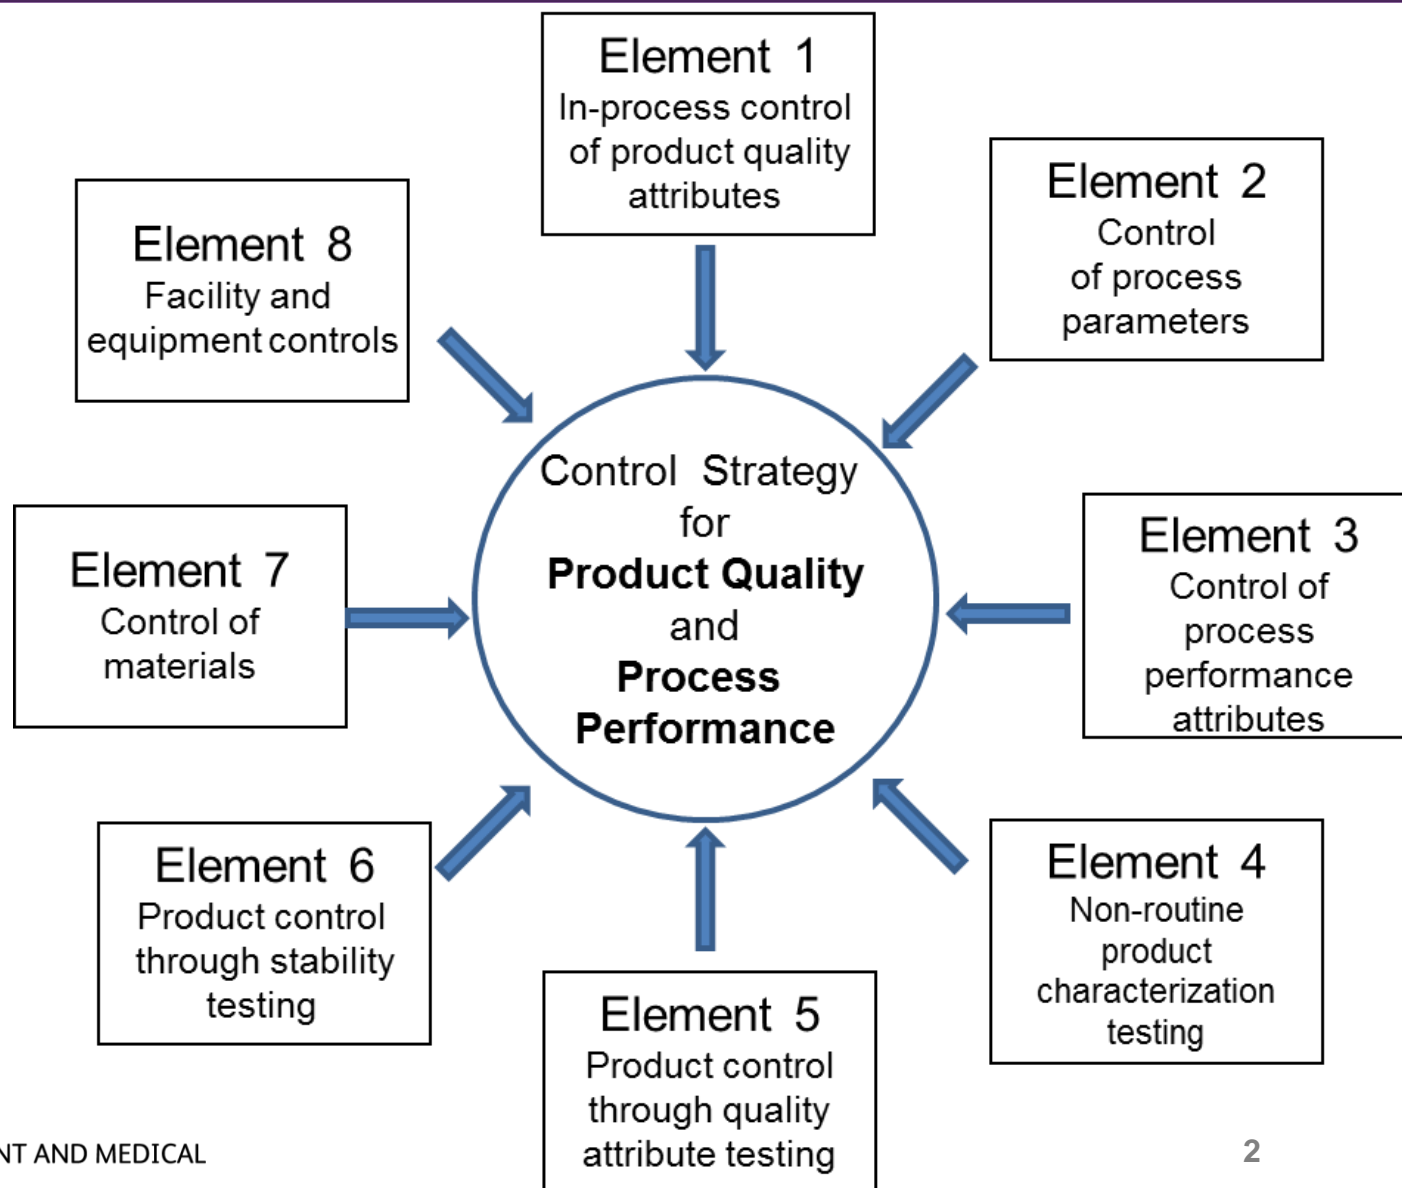 Element 1
In-process control
of product quality
attributes
Element 2
Control
of process
parameters
Element 3
Control of
process
performance
attributes
Element 4
Non-routine
product
characterization
testing
Element 5
Product control
through quality
attribute testing
Element 6
Product control
through stability
testing
Element 7
Control of
materials
Element 8
Facility and
equipment controls
Control Strategy
for
Product Quality
and
Process
Performance
NT AND MEDICAL
2